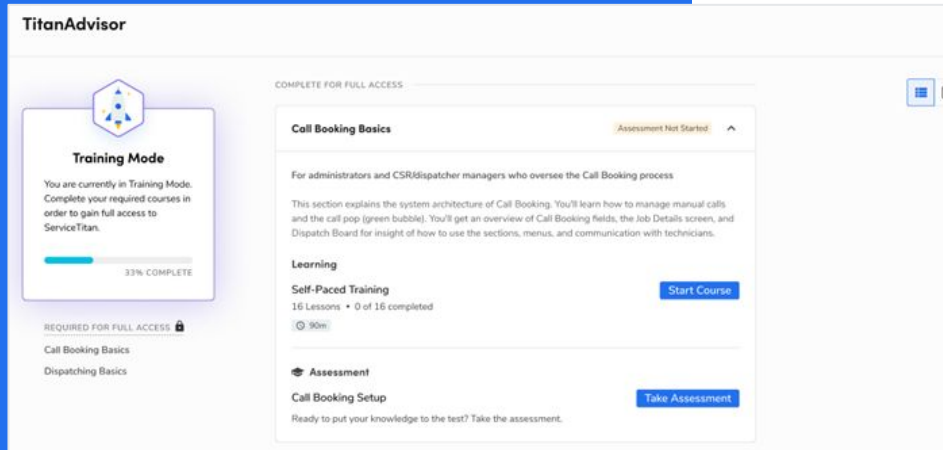 TitanAdvisor
Training Mode
You are currently in Training Mode.
Complete your required courses in
order to gain full access to
ServiceTitan.
33% COMPLETE
REQUIRED FOR FULL ACCESS
Call Booking Basics
Dispatching Basics
COMPLETE FOR FULL ACCESS
Call Booking Basics
Assessment Not Started
For administrators and CSR/dispatcher managers who oversee the Call Booking process
This section explains the system architecture of Call Booking. You'll learn how to manage manual calls
and the call pop (green bubble). You'll get an overview of Call Booking fields, the Job Details screen, and
Dispatch Board for insight of how to use the sections, menus, and communication with technicians.
Learning
Self-Paced Training
Start Course
16 Lessons • 0 of 16 completed
90m
Assessment
Call Booking Setup
Take Assessment
Ready to put your knowledge to the test? Take the assessment.